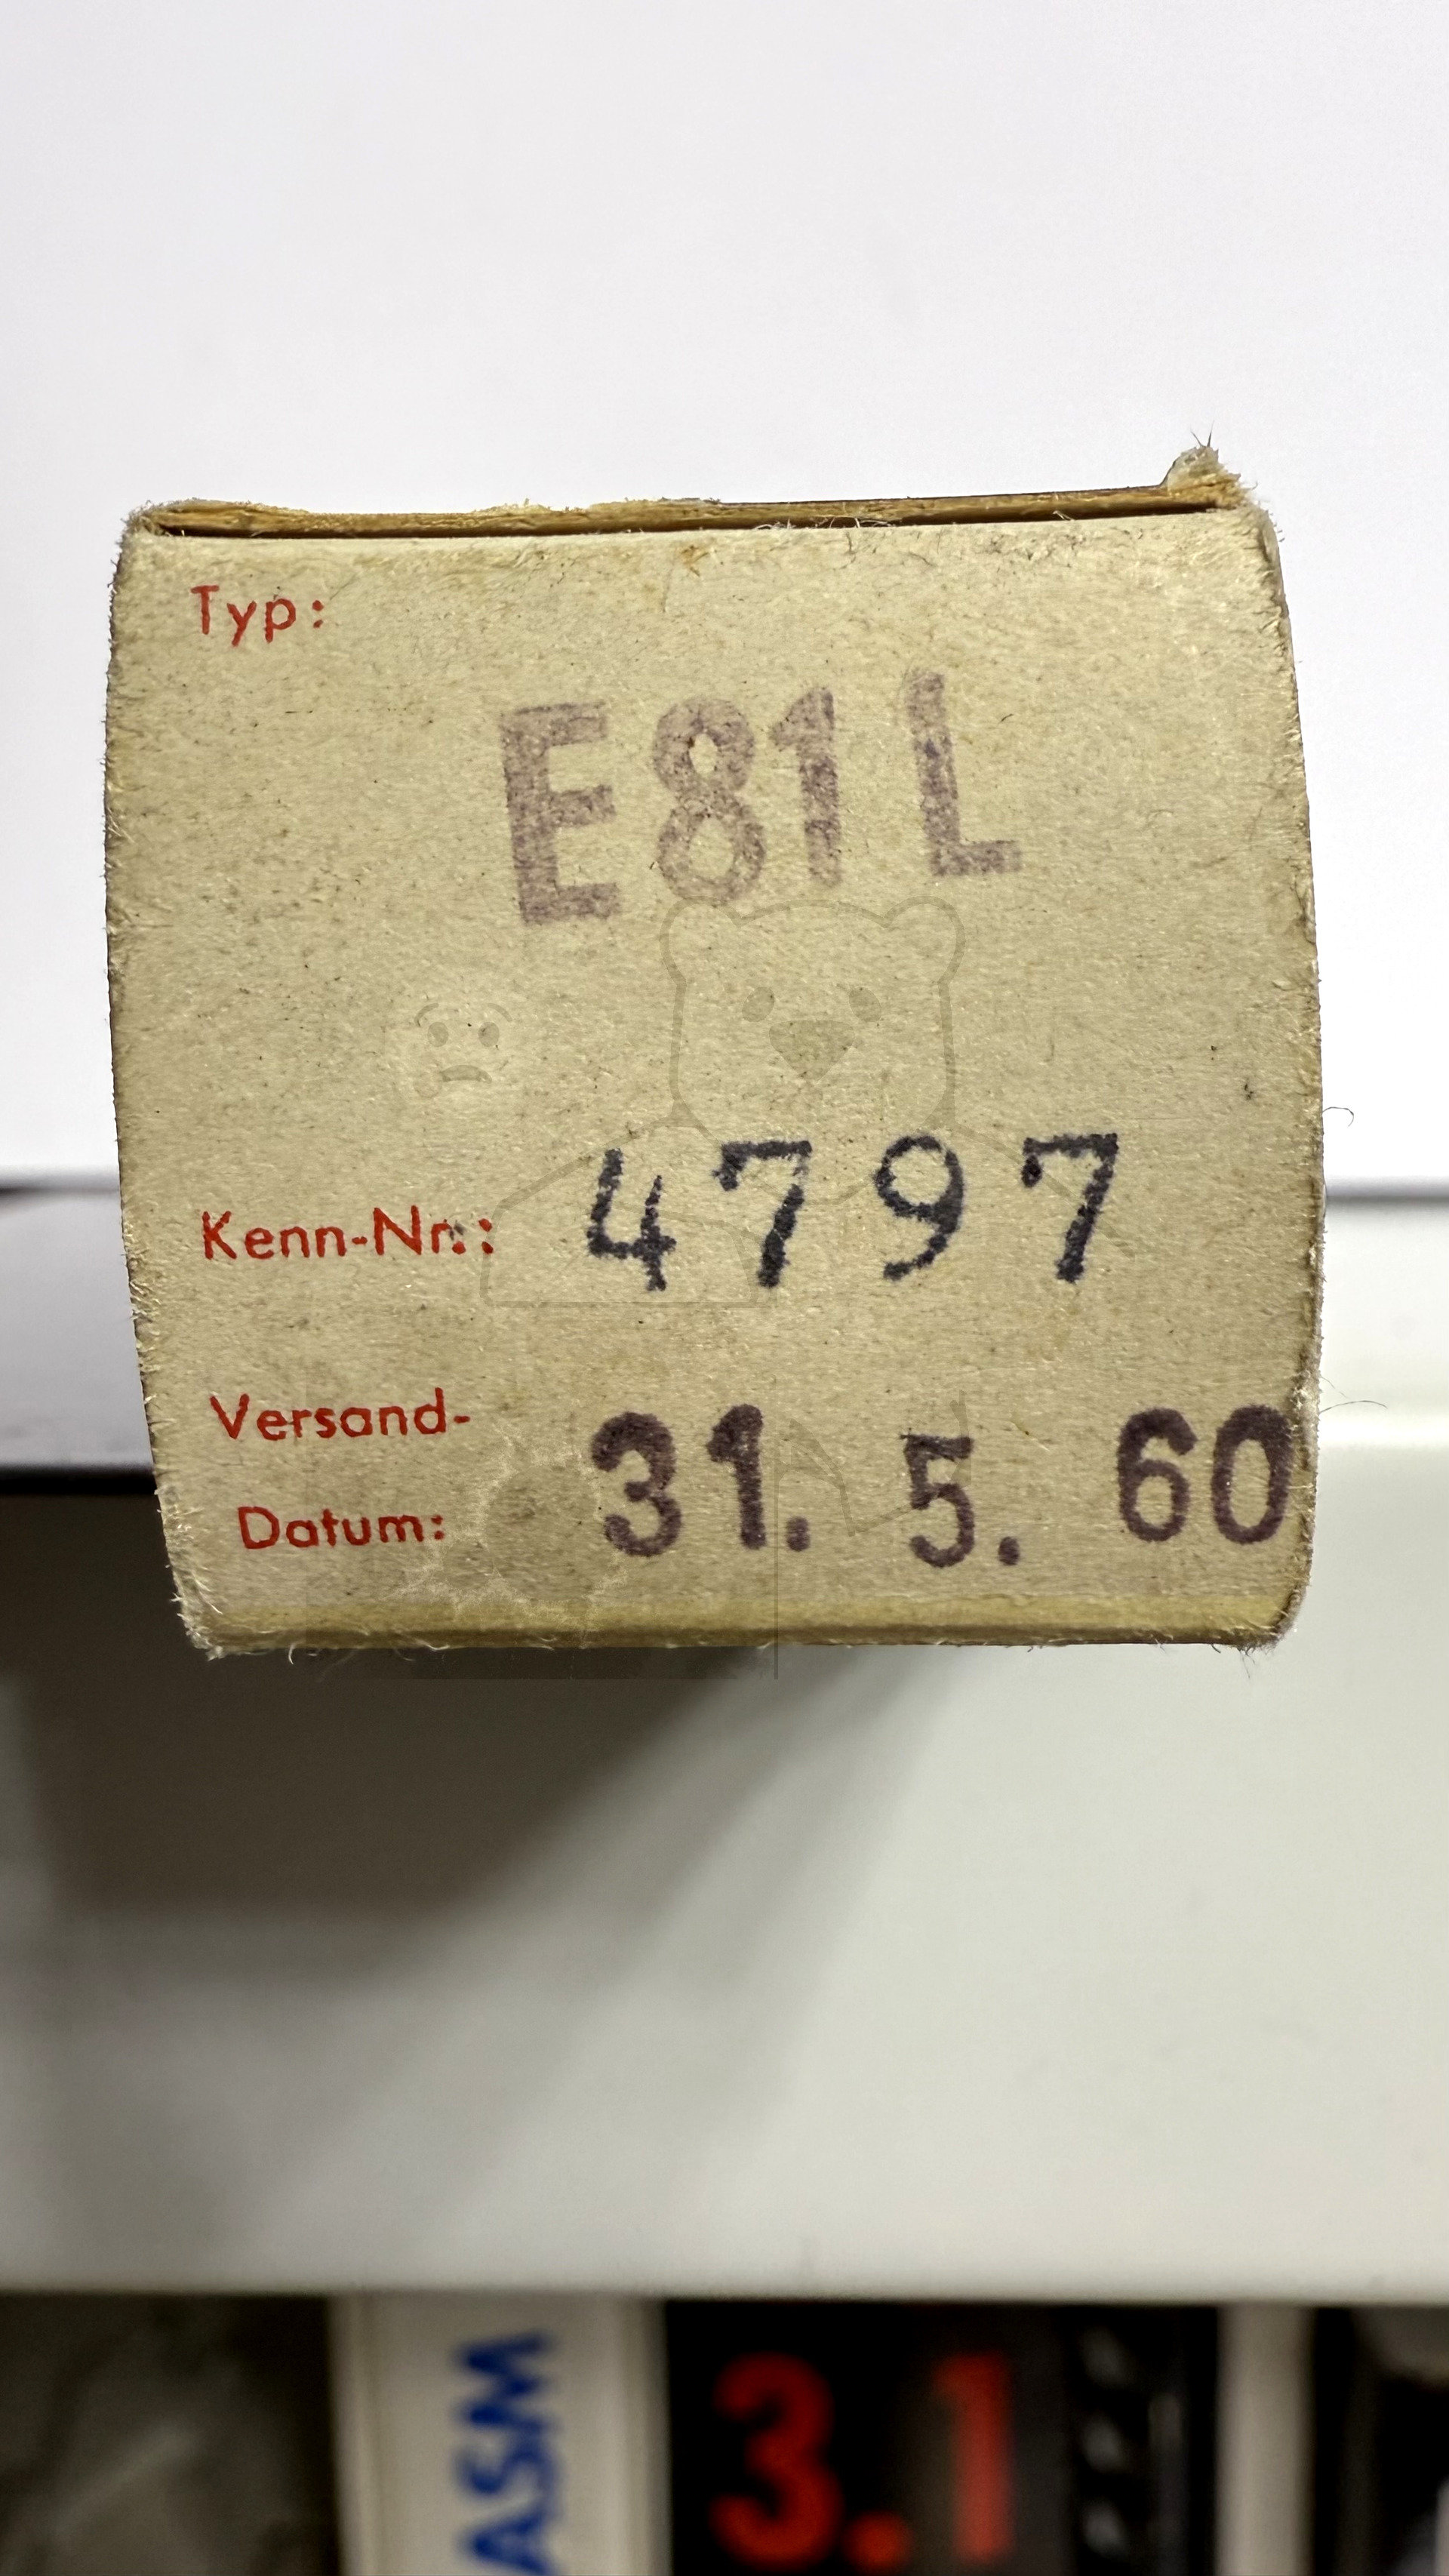 Typ:
E81L
Kenn-Nr.: 4797
Versand-
Datum: 31. 5. 60
ASM
3.1